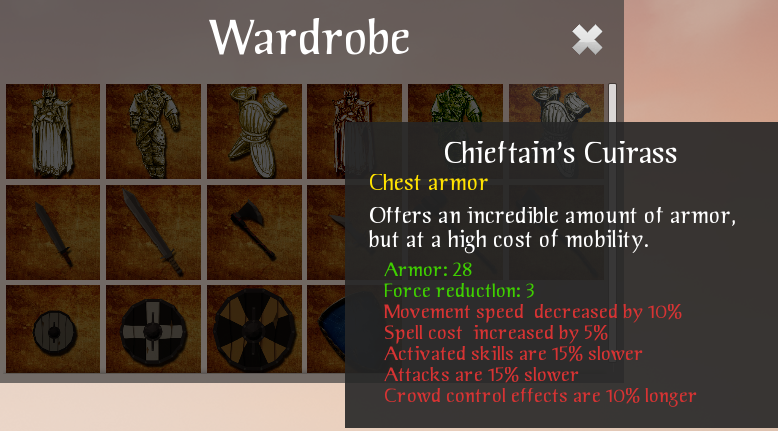 Wardrobe
Chieftain's Cuirass
Chest armor
Offers an incredible amount of armor,
but at a high cost of mobility.
Armor: 28
Force reduction: 3
Movement speed  decreased by 10%
Spell cost  increased by 5%
Activated skills are 15% slower
Attacks are 15% slower
Crowd control effects are 10% longer